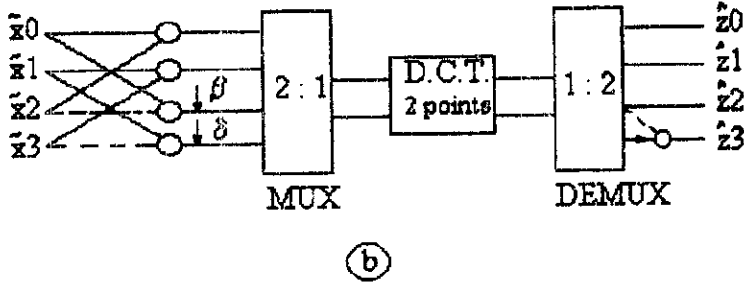 x̃0
x̃1
x̃2
x̃3
β
δ
2 : 1
MUX
D.C.T.
2 points
1 : 2
DEMUX
ẑ0
ẑ1
ẑ2
ẑ3
b